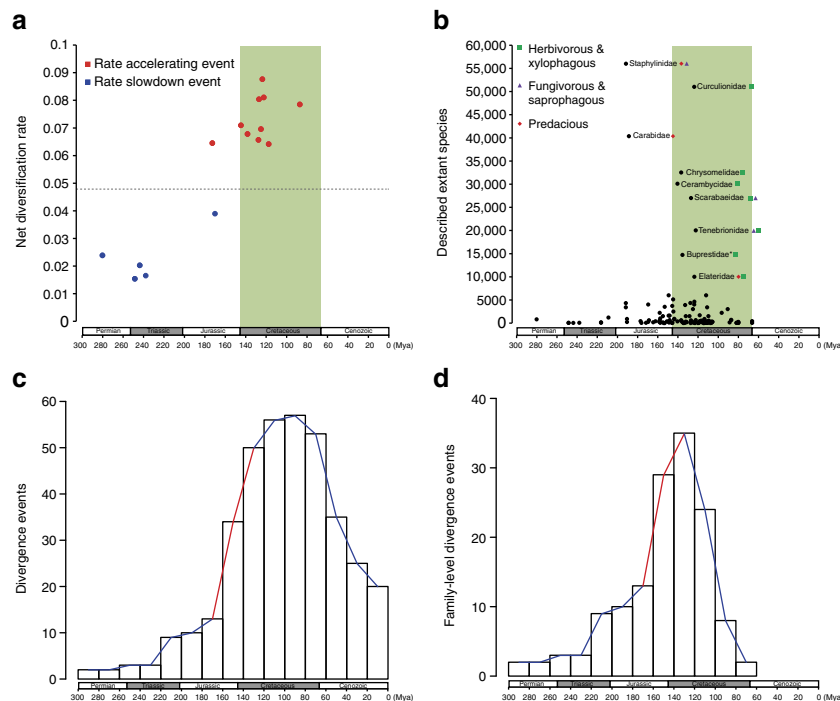 a
0.1
0.09
0.08
0.07
0.06
0.05
0.04
0.03
0.02
0.01
0
Net diversification rate
Rate accelerating event
Rate slowdown event
Permian Triassic Jurassic Cretaceous Cenozoic
300 280 260 240 220 200 180 160 140 120 100 80 60 40 20 0 (Mya)
b
60,000
55,000
50,000
45,000
40,000
35,000
30,000
25,000
20,000
15,000
10,000
5000
0
Described extant species
Herbivorous &
xylophagous
Fungivorous &
saprophagous
Predacious
Staphylinidae
Curculionidae
Carabidae
Chrysomelidae
Cerambycidae
Scarabaeidae
Tenebrionidae
Buprestidae*
Elateridae
Permian Triassic Jurassic Cretaceous Cenozoic
300 280 260 240 220 200 180 160 140 120 100 80 60 40 20 0 (Mya)
c
60
50
40
30
20
10
0
Divergence events
Permian Triassic Jurassic Cretaceous Cenozoic
300 280 260 240 220 200 180 160 140 120 100 80 60 40 20 0 (Mya)
d
40
30
20
10
0
Family-level divergence events
Permian Triassic Jurassic Cretaceous Cenozoic
300 280 260 240 220 200 180 160 140 120 100 80 60 40 20 0 (Mya)